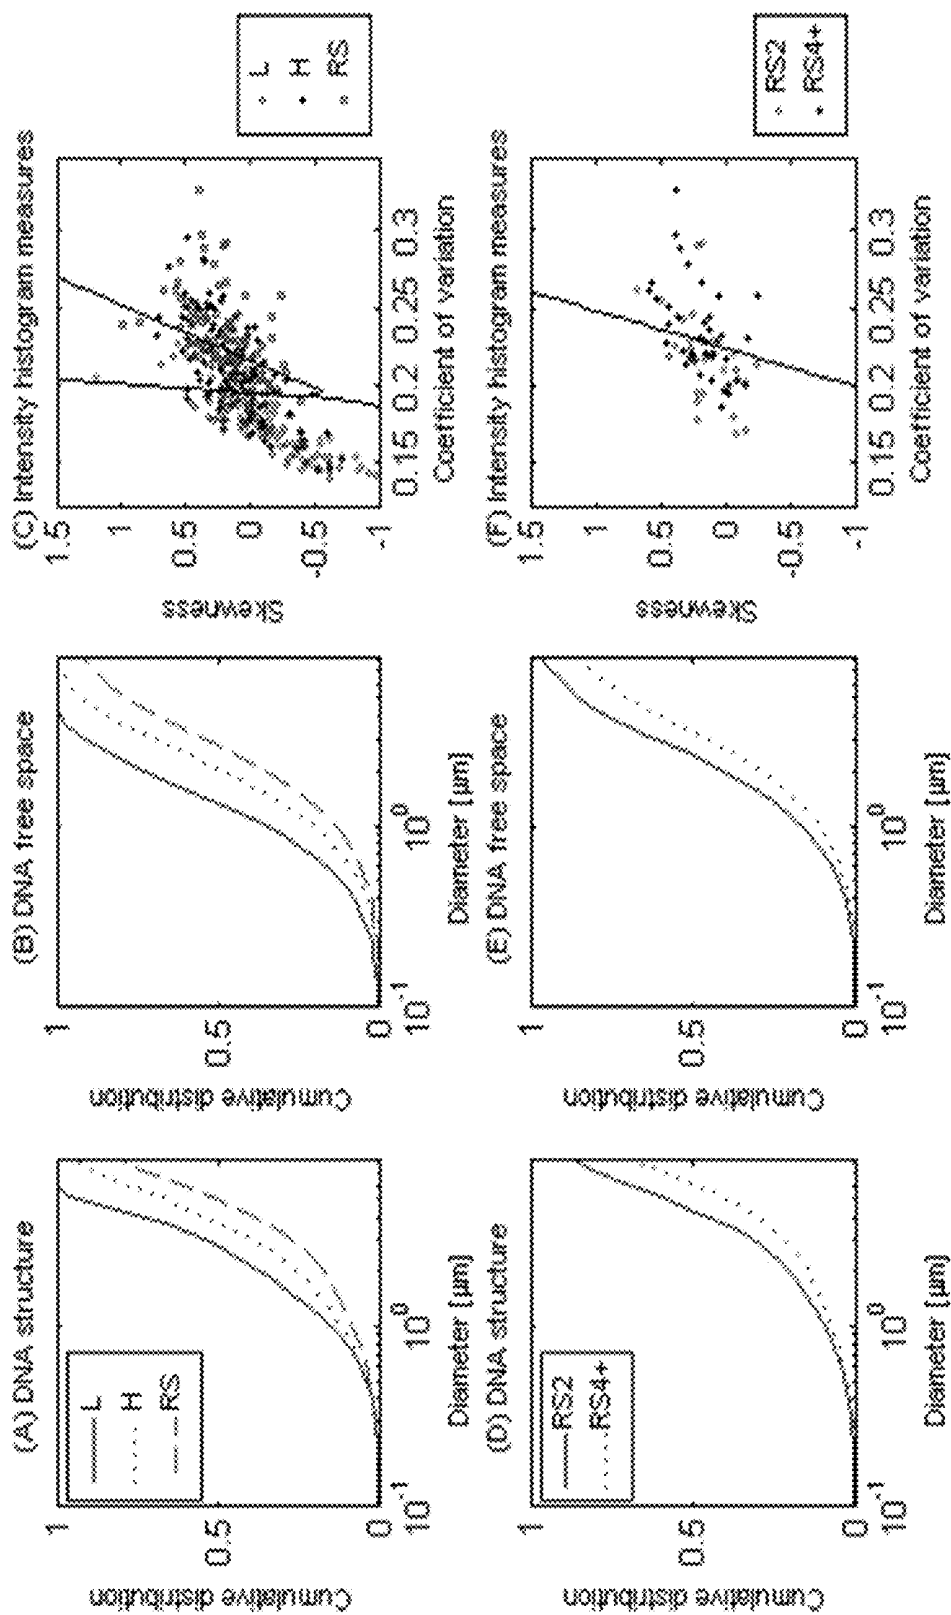 (A) DNA structure
Cumulative distribution
1
0.5
0
L
H
RS
10^-1
10^0
Diameter [µm]
(B) DNA free space
Cumulative distribution
1
0.5
0
10^-1
10^0
Diameter [µm]
(C) Intensity histogram measures
Skewness
1.5
1
0.5
0
-0.5
-1
0.15 0.2 0.25 0.3
Coefficient of variation
L
H
RS
(D) DNA structure
Cumulative distribution
1
0.5
0
RS2
RS4+
10^-1
10^0
Diameter [µm]
(E) DNA free space
Cumulative distribution
1
0.5
0
10^-1
10^0
Diameter [µm]
(F) Intensity histogram measures
Skewness
1.5
1
0.5
0
-0.5
-1
0.15 0.2 0.25 0.3
Coefficient of variation
RS2
RS4+